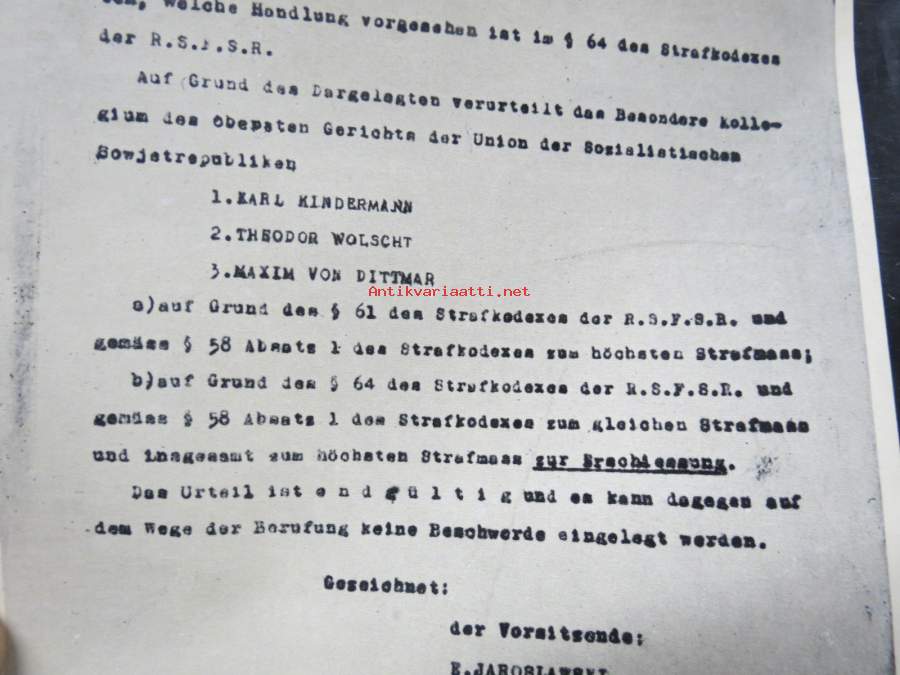 welche Handlung vorgesehen ist im § 64 des Strafkodexes
der R.S.F.S.R.
Auf Grund des Dargelegten verurteilt das Besondere Kolle-
gium des Obersten Gerichts der Union der Sozialistischen
Sowjetrepubliken
1.KARL KINDERMANN
2.THEODOR WOLSCHT
3.MAXIM VON DITTMAR
Antikvariaatti.net
a)auf Grund des § 61 des Strafkodexes der R.S.F.S.R. und
gemäss § 58 Absatz 1 des Strafkodexes zum höchsten Strafmass;
b)auf Grund des § 64 des Strafkodexes der R.S.F.S.R. und
gemäss § 58 Absatz 1 des Strafkodexes zum gleichen Strafmass
und insgesamt zum höchsten Strafmass zur Erschiessung.
Das Urteil ist e n d g ü l t i g und es kann dagegen auf
dem Wege der Berufung keine Beschwerde eingelegt werden.
Gezeichnet:
der Vorsitzende:
E.JAROSLAWSKI